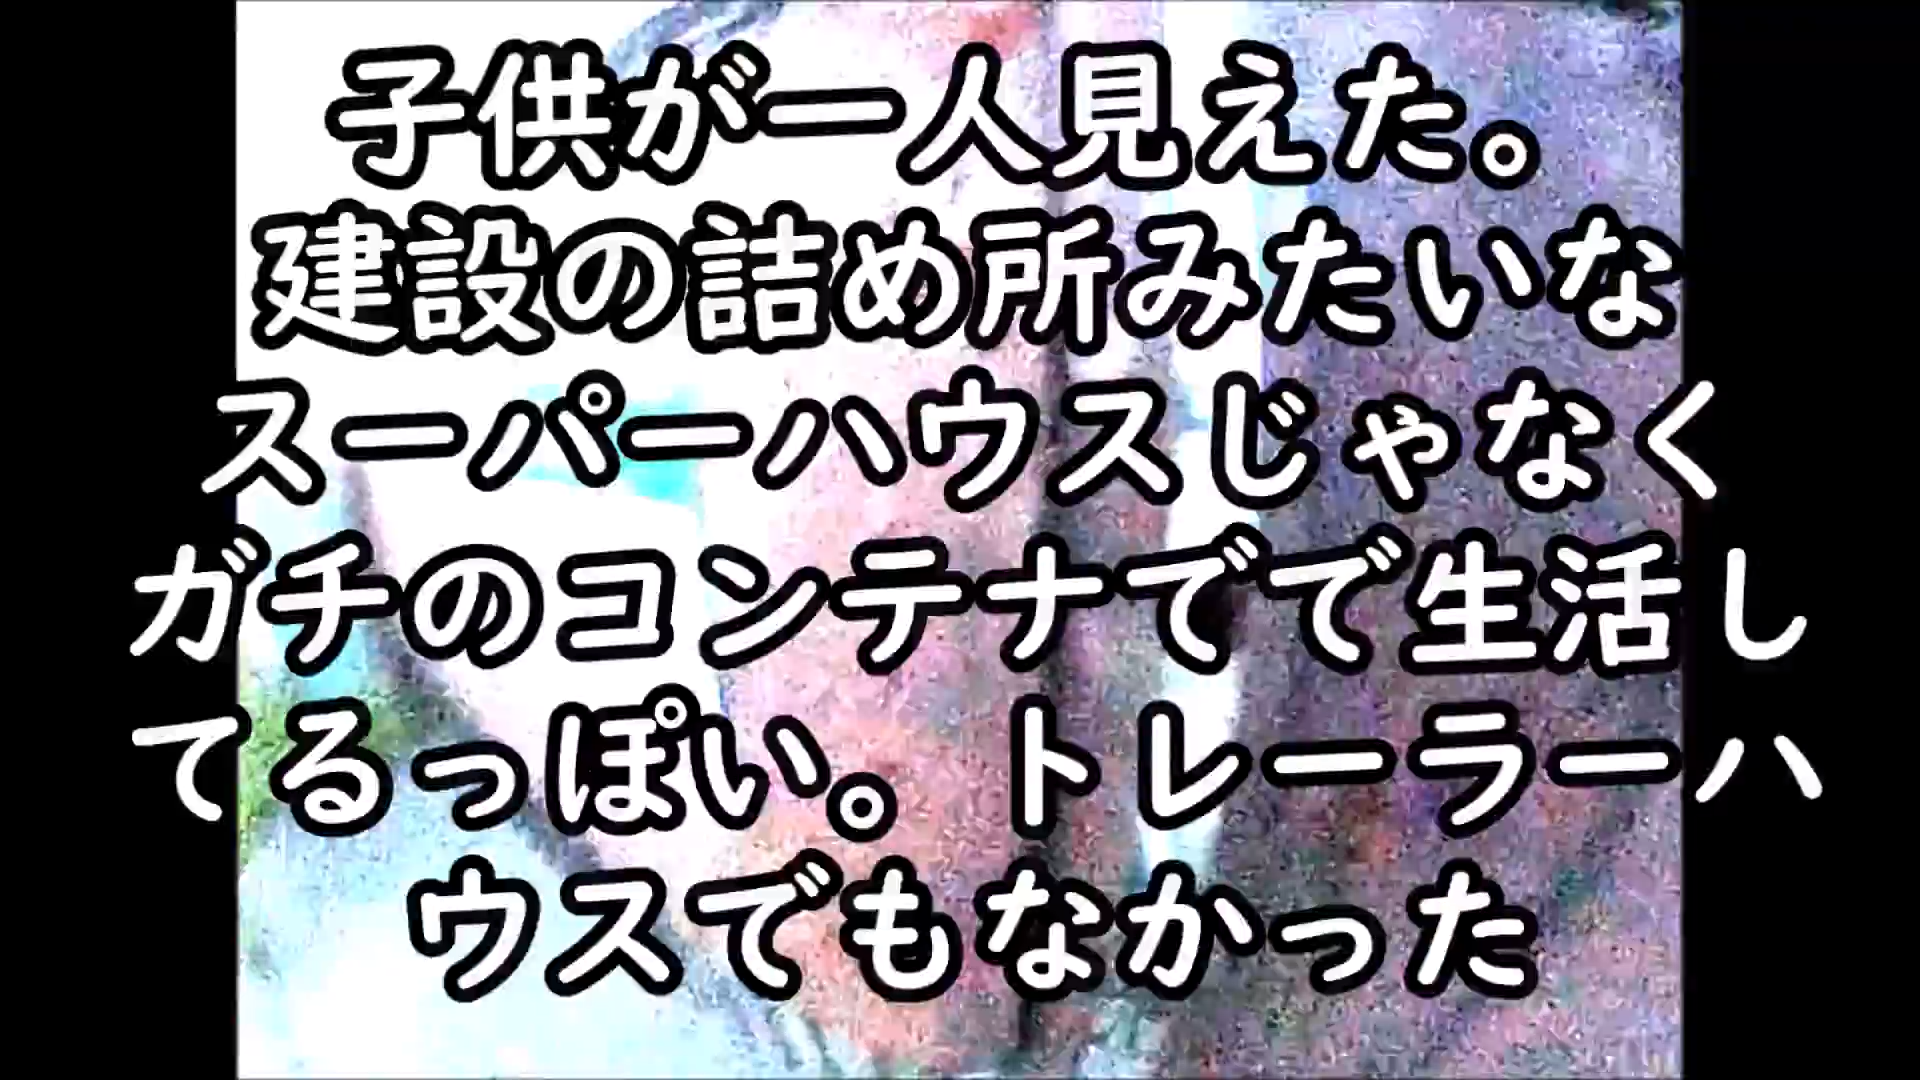 子供が一人見えた。
建設の詰め所みたいな
スーパーハウスじゃなく
ガチのコンテナでで生活し
てるっぽい。トレーラーハ
ウスでもなかった